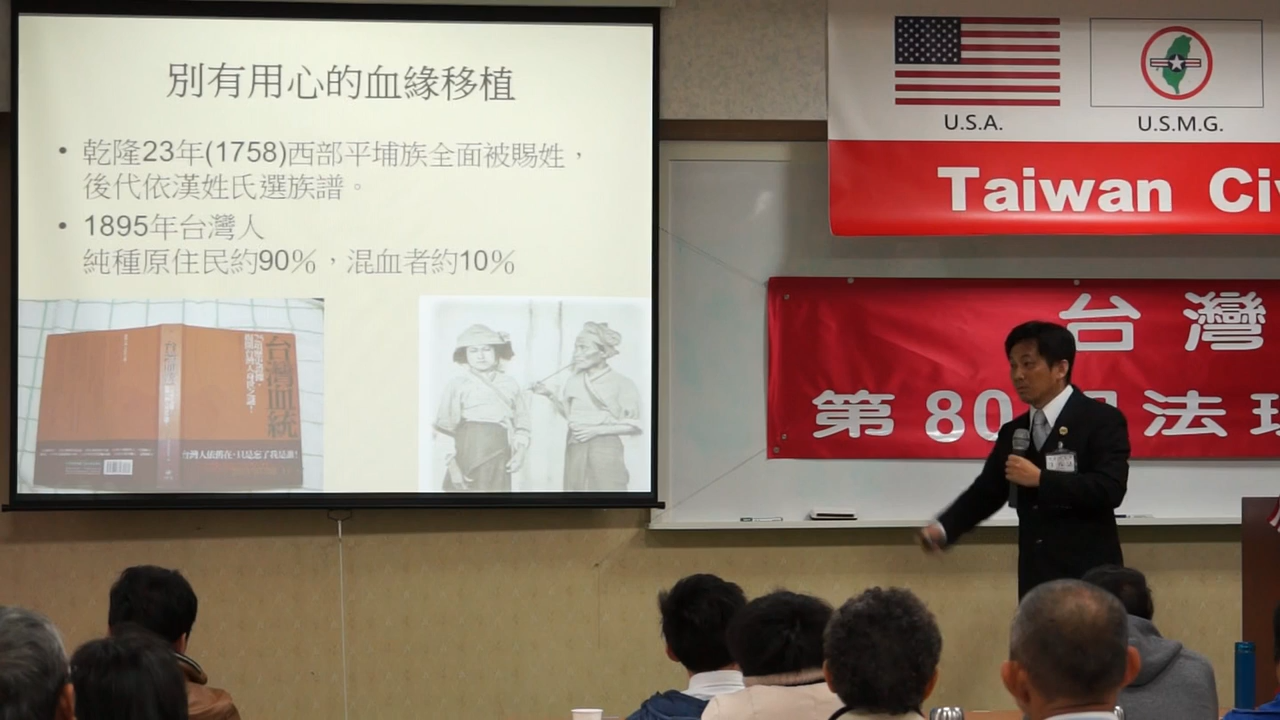 別有用心的血緣移植
• 乾隆23年(1758)西部平埔族全面被賜姓，
後代依漢姓氏選族譜。
• 1895年台灣人
純種原住民約90%，混血者約10%
台灣血統
台灣人依舊在，只是忘了我是誰！
U.S.A.
U.S.M.G.
Taiwan Civ
台灣
第80
法